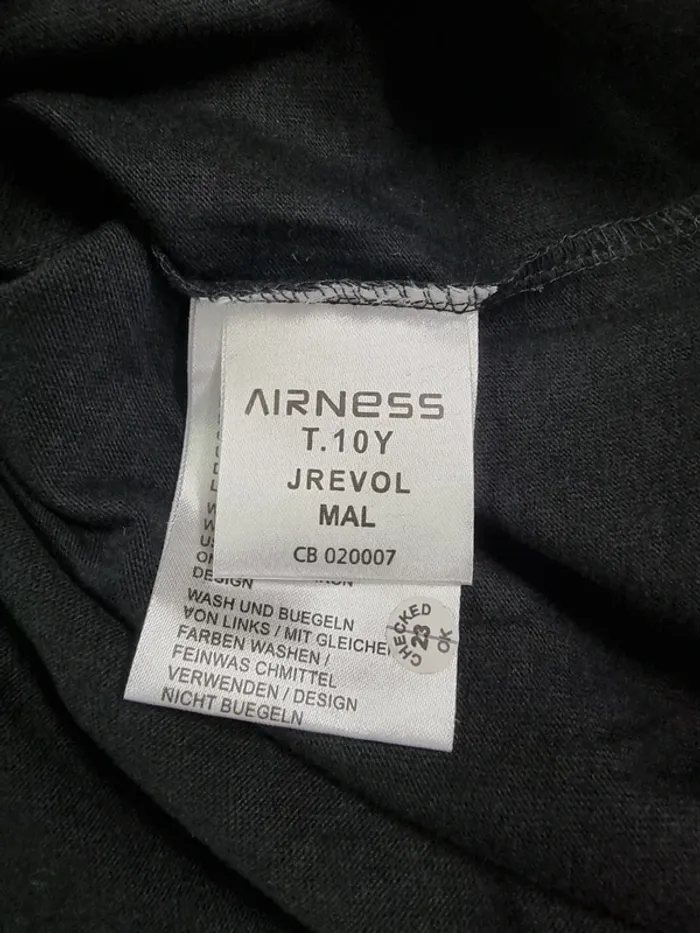 AIRNESS
T.10Y
JREVOL
MAL
CB 020007
DESIGN
WASH UND BUEGELN
VON LINKS / MIT GLEICHE
FARBEN WASHEN /
FEINWAS CHMITTEL
VERWENDEN / DESIGN
NICHT BUEGELN
CHECKED
23
OK